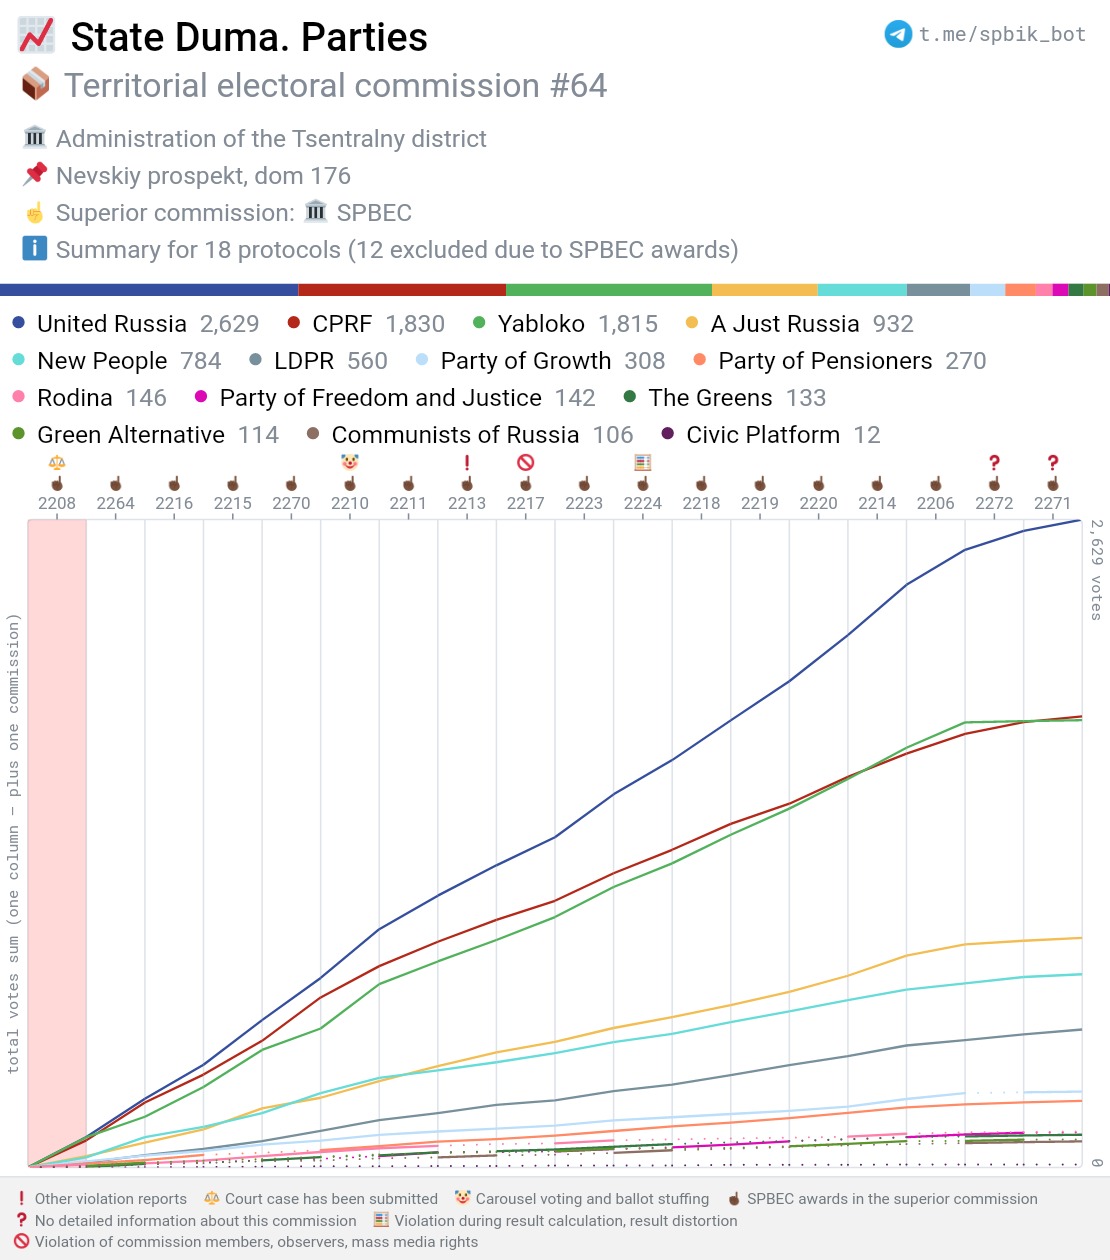 State Duma. Parties
t.me/spbik_bot
Territorial electoral commission #64
Administration of the Tsentralny district
Nevskiy prospekt, dom 176
Superior commission: SPBEC
Summary for 18 protocols (12 excluded due to SPBEC awards)
United Russia 2,629 CPRF 1,830 Yabloko 1,815 A Just Russia 932
New People 784 LDPR 560 Party of Growth 308 Party of Pensioners 270
Rodina 146 Party of Freedom and Justice 142 The Greens 133
Green Alternative 114 Communists of Russia 106 Civic Platform 12
2208 2264 2216 2215 2270 2210 2211 2213 2217 2223 2224 2218 2219 2220 2214 2206 2272 2271
total votes sum (one column – plus one commission)
2,629 votes
0
Other violation reports Court case has been submitted Carousel voting and ballot stuffing SPBEC awards in the superior commission
No detailed information about this commission Violation during result calculation, result distortion
Violation of commission members, observers, mass media rights